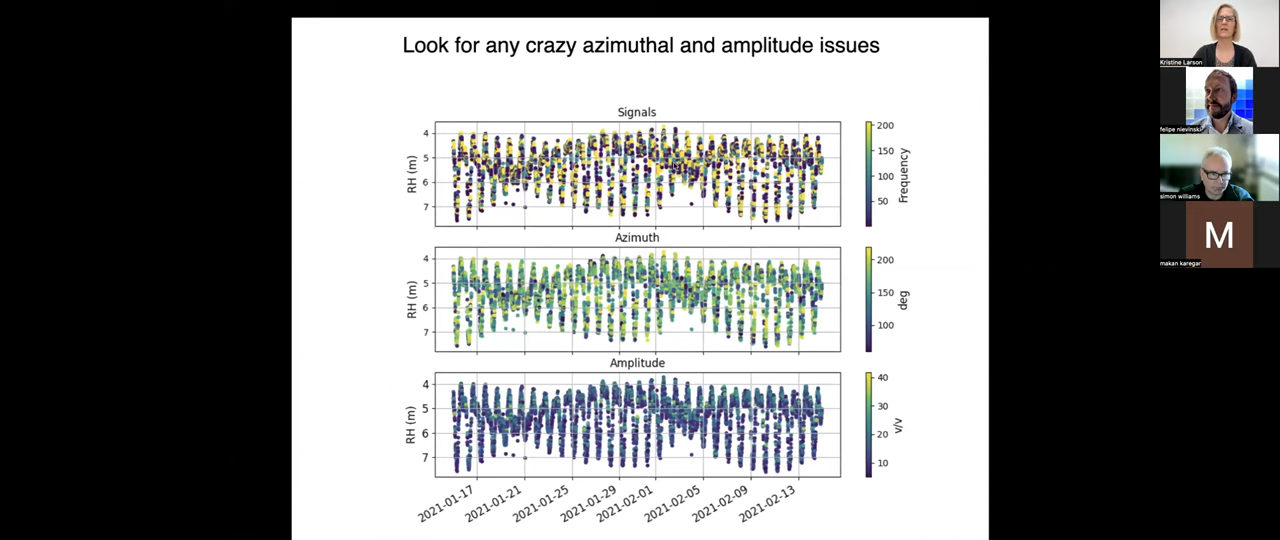 Look for any crazy azimuthal and amplitude issues
Signals
4
5
6
7
RH (m)
200
150
100
50
Frequency
Azimuth
4
5
6
7
RH (m)
200
150
100
deg
Amplitude
4
5
6
7
RH (m)
40
30
20
10
v/v
2021-01-17
2021-01-21
2021-01-25
2021-01-29
2021-02-01
2021-02-05
2021-02-09
2021-02-13
Kristine Larson
felipe nievinski
simon williams
M
makan karegar